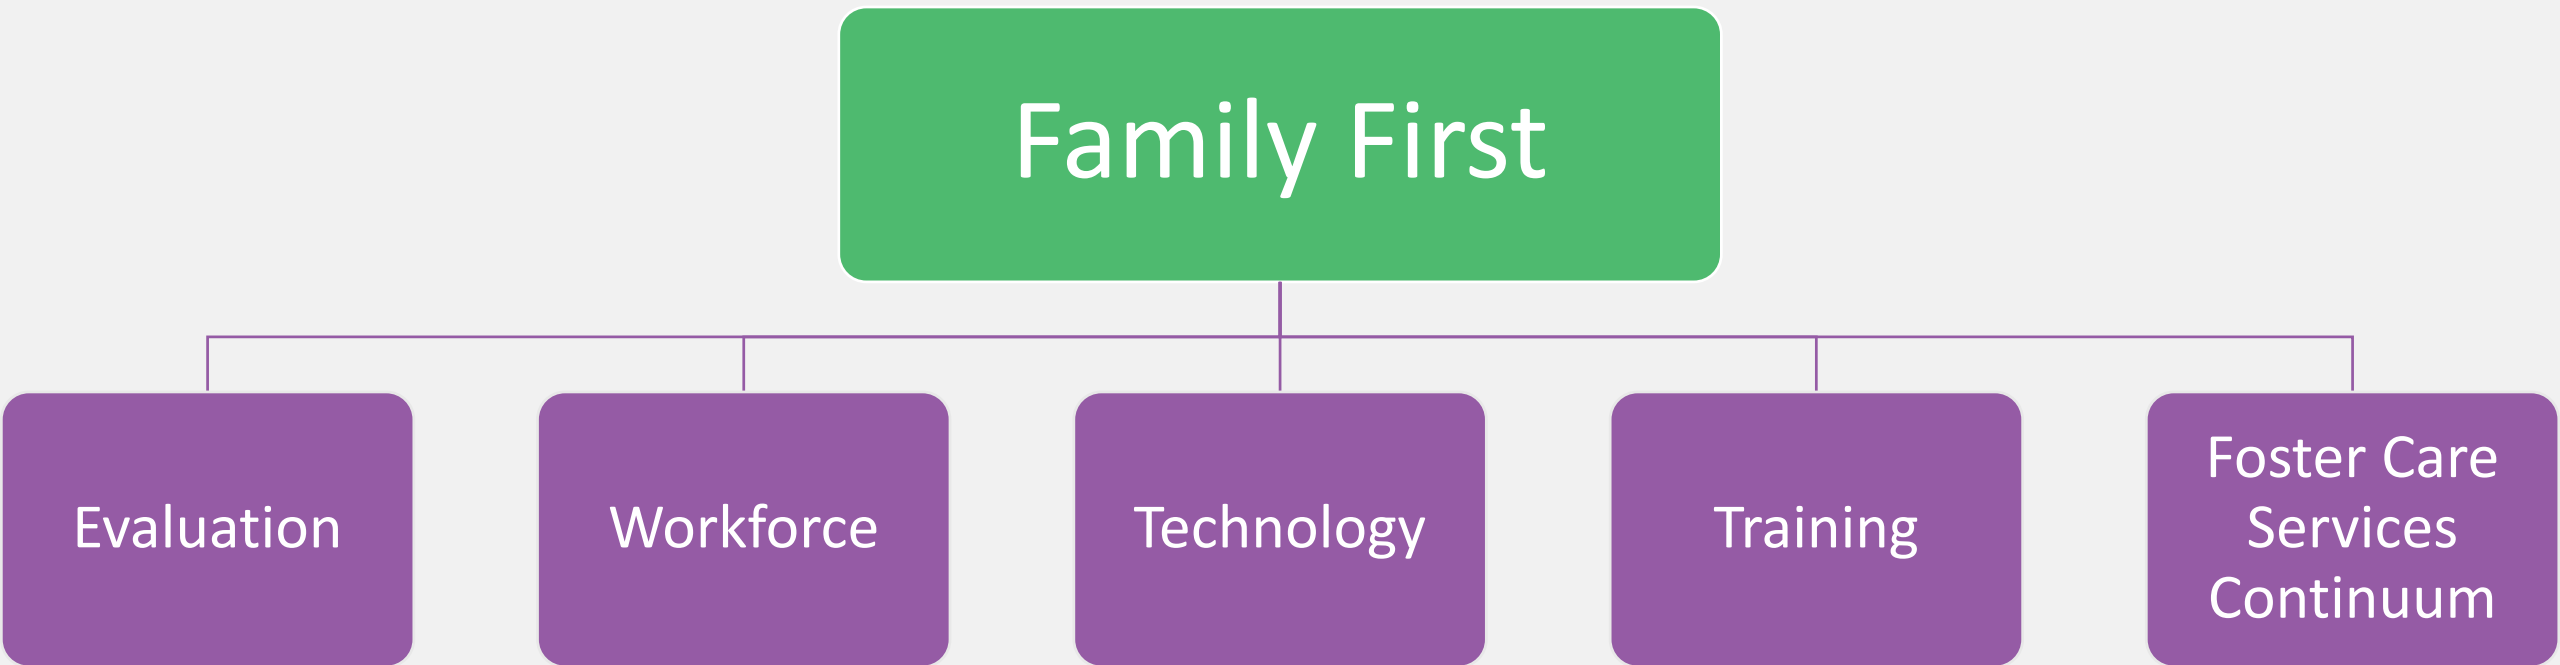 Family First
Evaluation
Workforce
Technology
Training
Foster Care
Services
Continuum